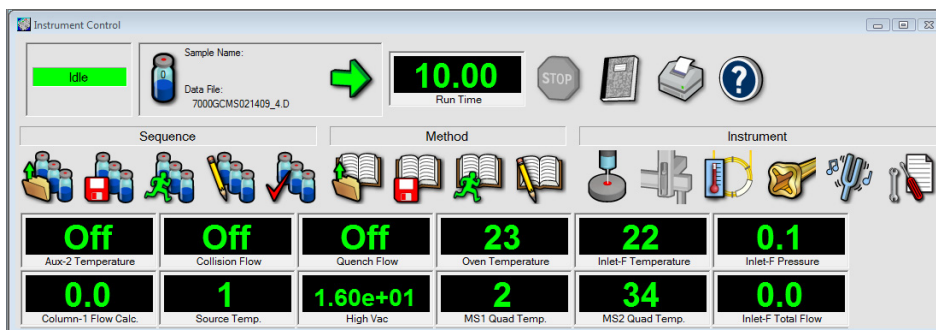 Instrument Control
Idle
0
Sample Name:
Data File:
7000GCMS021409_4.D
10.00
Run Time
STOP
?
Sequence Method Instrument
Off Off Off 23 22 0.1
Aux-2 Temperature Collision Flow Quench Flow Oven Temperature Inlet-F Temperature Inlet-F Pressure
0.0 1 1.60e+01 2 34 0.0
Column-1 Flow Calc. Source Temp. High Vac MS1 Quad Temp. MS2 Quad Temp. Inlet-F Total Flow